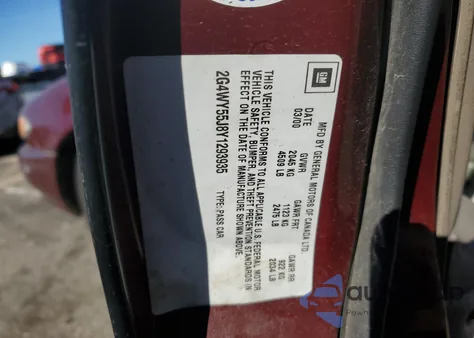 GM
MFD BY GENERAL MOTORS OF CANADA LTD.
DATE GVWR GAWR FRT GAWR RR
03/00 2045 KG 1123 KG 922 KG
4509 LB 2475 LB 2034 LB
THIS VEHICLE CONFORMS TO ALL APPLICABLE U.S. FEDERAL MOTOR
VEHICLE SAFETY, BUMPER, AND THEFT PREVENTION STANDARDS IN
EFFECT ON THE DATE OF MANUFACTURE SHOWN ABOVE.
2G4WY55J8Y1293935 TYPE: PASS CAR